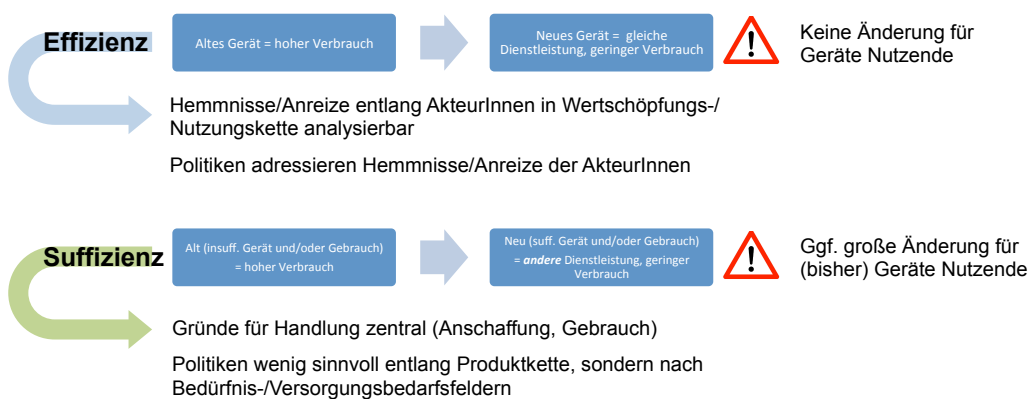 Effizienz
Altes Gerät = hoher Verbrauch
Neues Gerät = gleiche
Dienstleistung, geringer Verbrauch
!
Keine Änderung für
Geräte Nutzende
Hemmnisse/Anreize entlang AkteurInnen in Wertschöpfungs-/
Nutzungskette analysierbar
Politiken adressieren Hemmnisse/Anreize der AkteurInnen
Suffizienz
Alt (insuff. Gerät und/oder Gebrauch)
= hoher Verbrauch
Neu (suff. Gerät und/oder Gebrauch)
= andere Dienstleistung, geringer
Verbrauch
!
Ggf. große Änderung für
(bisher) Geräte Nutzende
Gründe für Handlung zentral (Anschaffung, Gebrauch)
Politiken wenig sinnvoll entlang Produktkette, sondern nach
Bedürfnis-/Versorgungsbedarfsfeldern